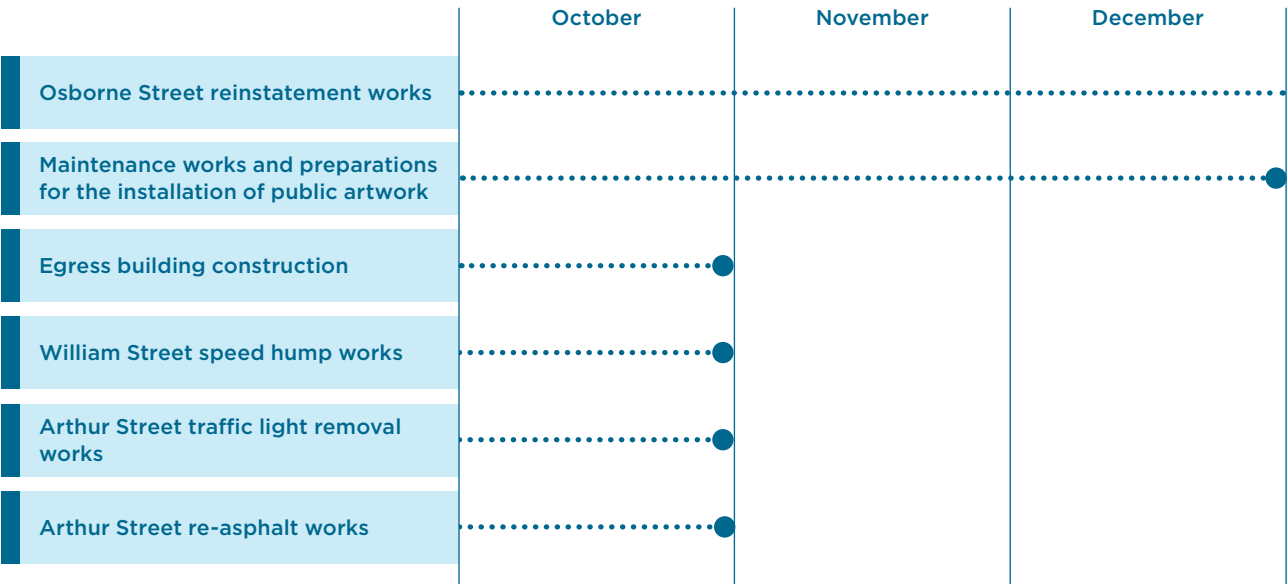 October November December
Osborne Street reinstatement works
Maintenance works and preparations
for the installation of public artwork
Egress building construction
William Street speed hump works
Arthur Street traffic light removal
works
Arthur Street re-asphalt works